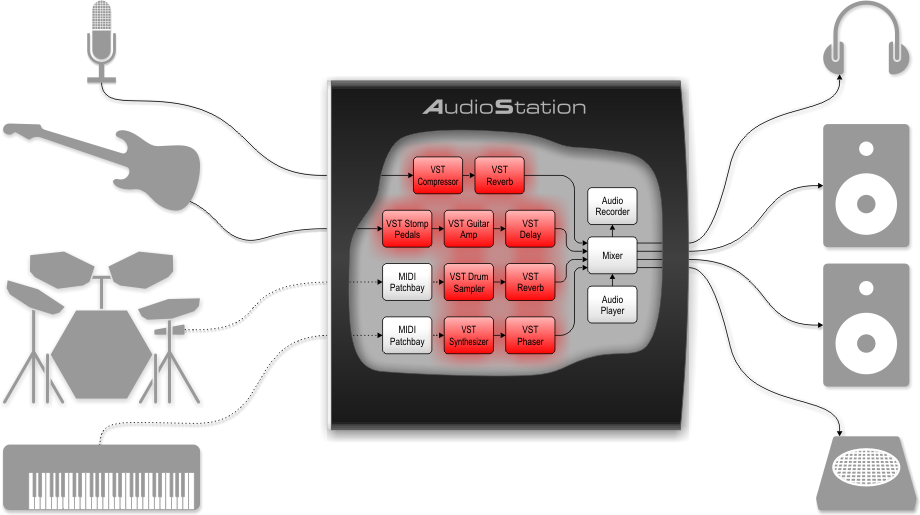 AudioStation
VST
Compressor
VST
Reverb
Audio
Recorder
VST Stomp
Pedals
VST Guitar
Amp
VST
Delay
Mixer
MIDI
Patchbay
VST Drum
Sampler
VST
Reverb
Audio
Player
MIDI
Patchbay
VST
Synthesizer
VST
Phaser